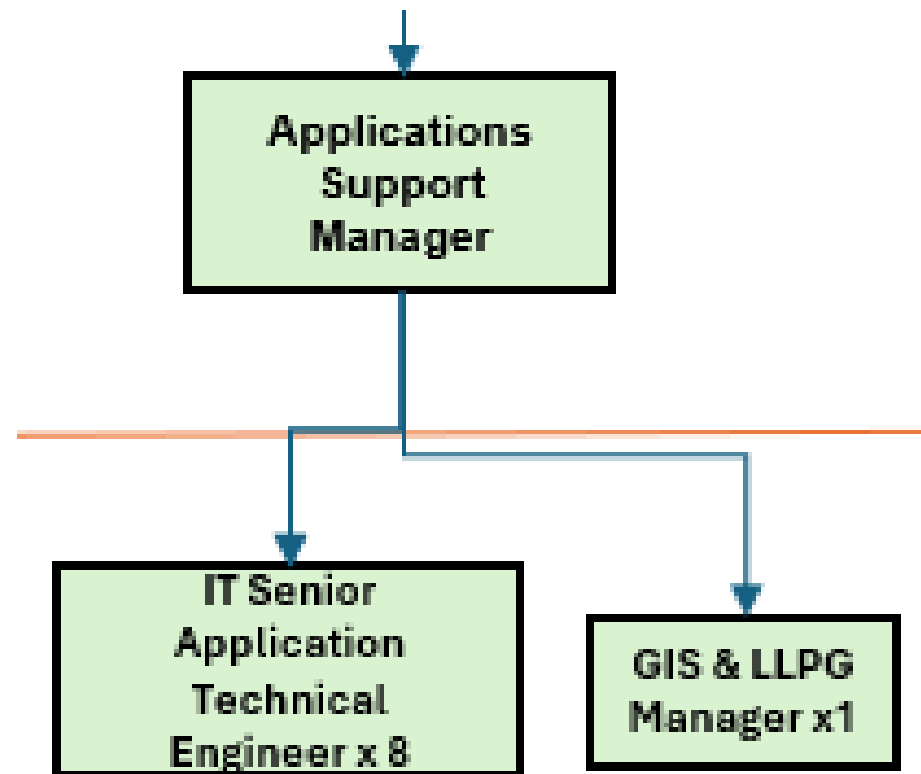 Applications
Support
Manager
IT Senior
Application
Technical
Engineer x 8
GIS & LLPG
Manager x1